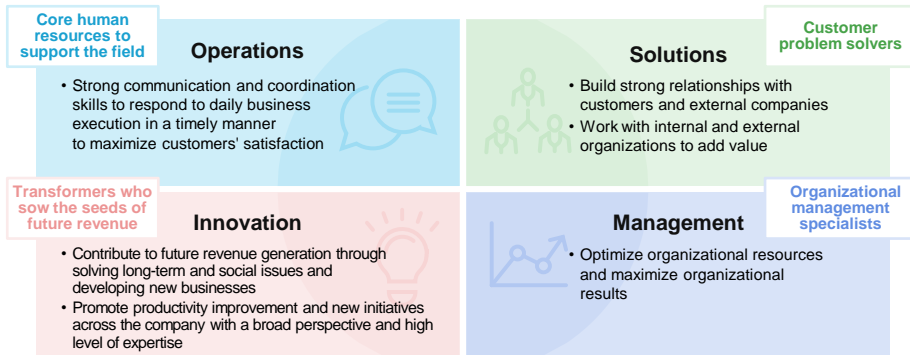 Core human
resources to
support the field
Operations
• Strong communication and coordination
skills to respond to daily business
execution in a timely manner
to maximize customers' satisfaction
Customer
problem solvers
Solutions
• Build strong relationships with
customers and external companies
• Work with internal and external
organizations to add value
Transformers who
sow the seeds of
future revenue
Innovation
• Contribute to future revenue generation through
solving long-term and social issues and
developing new businesses
• Promote productivity improvement and new initiatives
across the company with a broad perspective and high
level of expertise
Organizational
management
specialists
Management
• Optimize organizational resources
and maximize organizational
results